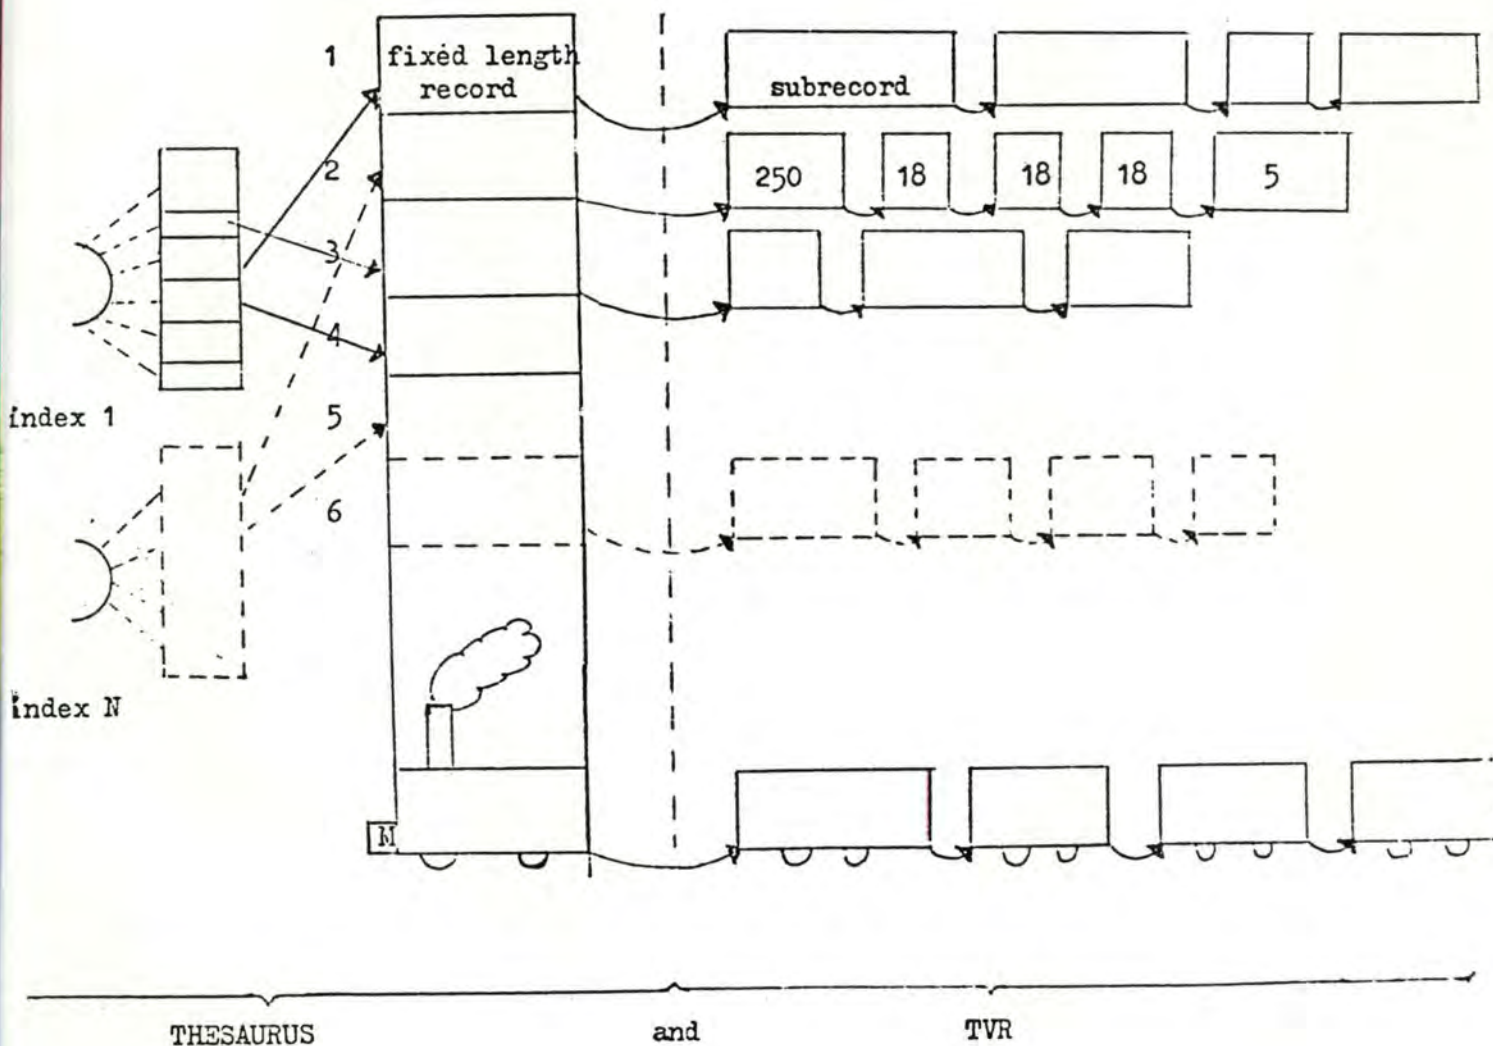 1 fixed length
record
subrecord
2
250 18 18 18 5
3
4
index 1
5
6
index N
N
THESAURUS and TVR